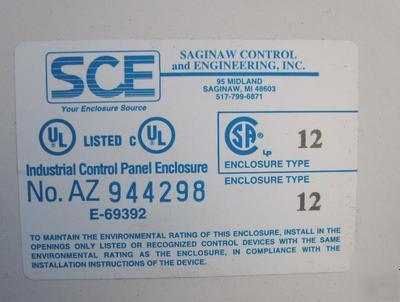 SCE
Your Enclosure Source
SAGINAW CONTROL
and ENGINEERING, INC.
95 MIDLAND
SAGINAW, MI 48603
517-799-6871
UL LISTED C UL
Industrial Control Panel Enclosure
No. AZ 944298
E-69392
SA LP 12
ENCLOSURE TYPE
ENCLOSURE TYPE
12
TO MAINTAIN THE ENVIRONMENTAL RATING OF THIS ENCLOSURE, INSTALL IN THE
OPENINGS ONLY LISTED OR RECOGNIZED CONTROL DEVICES WITH THE SAME
ENVIRONMENTAL RATING AS THE ENCLOSURE, IN COMPLIANCE WITH THE
INSTALLATION INSTRUCTIONS OF THE DEVICE.